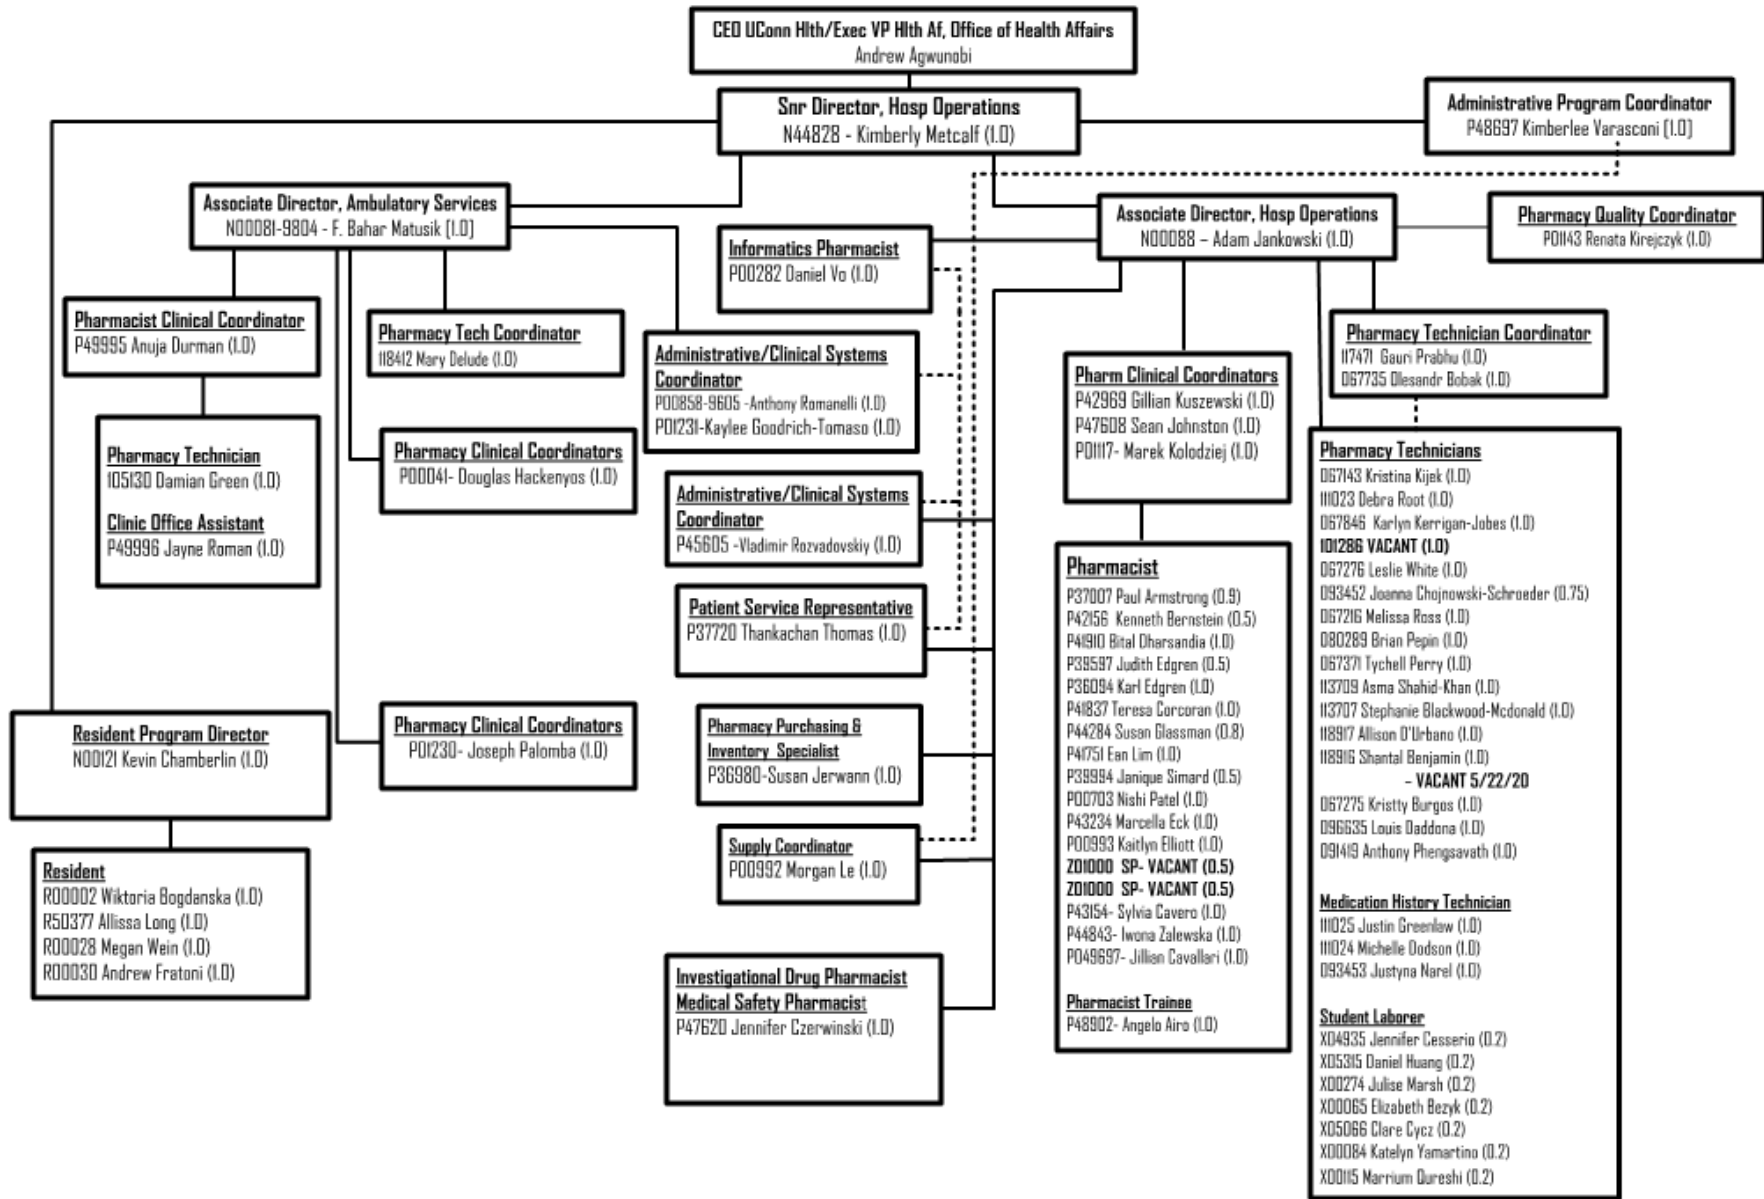 CEO UConn Hlth/Exec VP Hlth Af, Office of Health Affairs
Andrew Agwunobi
Snr Director, Hosp Operations
N44828 - Kimberly Metcalf (1.0)
Administrative Program Coordinator
P48697 Kimberlee Varasconi [1.0]
Associate Director, Ambulatory Services
N00081-9804 - F. Bahar Matusik [1.0]
Associate Director, Hosp Operations
N00088 – Adam Jankowski (1.0)
Pharmacy Quality Coordinator
P01143 Renata Kirejczyk (1.0)
Informatics Pharmacist
P00282 Daniel Vo (1.0)
Pharmacist Clinical Coordinator
P49995 Anuja Durman (1.0)
Pharmacy Tech Coordinator
118412 Mary Delude (1.0)
Administrative/Clinical Systems
Coordinator
P00858-9605 -Anthony Romanelli (1.0)
P01231-Kaylee Goodrich-Tomaso (1.0)
Pharm Clinical Coordinators
P42969 Gillian Kuszewski (1.0)
P47608 Sean Johnston (1.0)
P01117- Marek Kolodziej (1.0)
Pharmacy Technician Coordinator
117471 Gauri Prabhu (1.0)
067735 Olesandr Bobak (1.0)
Pharmacy Technician
105130 Damian Green (1.0)
Clinic Office Assistant
P49996 Jayne Roman (1.0)
Pharmacy Clinical Coordinators
P00041- Douglas Hackenyos (1.0)
Administrative/Clinical Systems
Coordinator
P45605 -Vladimir Rozvadovskiy (1.0)
Patient Service Representative
P37720 Thankachan Thomas (1.0)
Pharmacy Purchasing &
Inventory Specialist
P36980-Susan Jerwann (1.0)
Supply Coordinator
P00992 Morgan Le (1.0)
Investigational Drug Pharmacist
Medical Safety Pharmacist
P47620 Jennifer Czerwinski (1.0)
Resident Program Director
N00121 Kevin Chamberlin (1.0)
Pharmacy Clinical Coordinators
P01230- Joseph Palomba (1.0)
Resident
R00002 Wiktoria Bogdanska (1.0)
R50377 Allissa Long (1.0)
R00028 Megan Wein (1.0)
R00030 Andrew Fratoni (1.0)
Pharmacist
P37007 Paul Armstrong (0.9)
P42156 Kenneth Bernstein (0.5)
P41910 Bital Dharsandia (1.0)
P39597 Judith Edgren (0.5)
P36094 Karl Edgren (1.0)
P41837 Teresa Corcoran (1.0)
P44284 Susan Glassman (0.8)
P41751 Ean Lim (1.0)
P39994 Janique Simard (0.5)
P00703 Nishi Patel (1.0)
P43234 Marcella Eck (1.0)
P00993 Kaitlyn Elliott (1.0)
Z01000 SP- VACANT (0.5)
Z01000 SP- VACANT (0.5)
P43154- Sylvia Cavero (1.0)
P44843- Iwona Zalewska (1.0)
P049697- Jillian Cavallari (1.0)
Pharmacist Trainee
P48902- Angelo Airo (1.0)
Pharmacy Technicians
067143 Kristina Kijek (1.0)
111023 Debra Root (1.0)
067846 Karlyn Kerrigan-Jobes (1.0)
101286 VACANT (1.0)
067276 Leslie White (1.0)
093452 Joanna Chojnowski-Schroeder (0.75)
067216 Melissa Ross (1.0)
080289 Brian Pepin (1.0)
067371 Tychell Perry (1.0)
113709 Asma Shahid-Khan (1.0)
113707 Stephanie Blackwood-Mcdonald (1.0)
118917 Allison D'Urbano (1.0)
118916 Shantal Benjamin (1.0)
- VACANT 5/22/20
067275 Kristty Burgos (1.0)
096635 Louis Daddona (1.0)
091419 Anthony Phengsavath (1.0)
Medication History Technician
111025 Justin Greenlaw (1.0)
111024 Michelle Dodson (1.0)
093453 Justyna Narel (1.0)
Student Laborer
X04935 Jennifer Cesserio (0.2)
X05315 Daniel Huang (0.2)
X00274 Julise Marsh (0.2)
X00065 Elizabeth Bezyk (0.2)
X05066 Clare Cycz (0.2)
X00084 Katelyn Yamartino (0.2)
X00115 Marrium Qureshi (0.2)